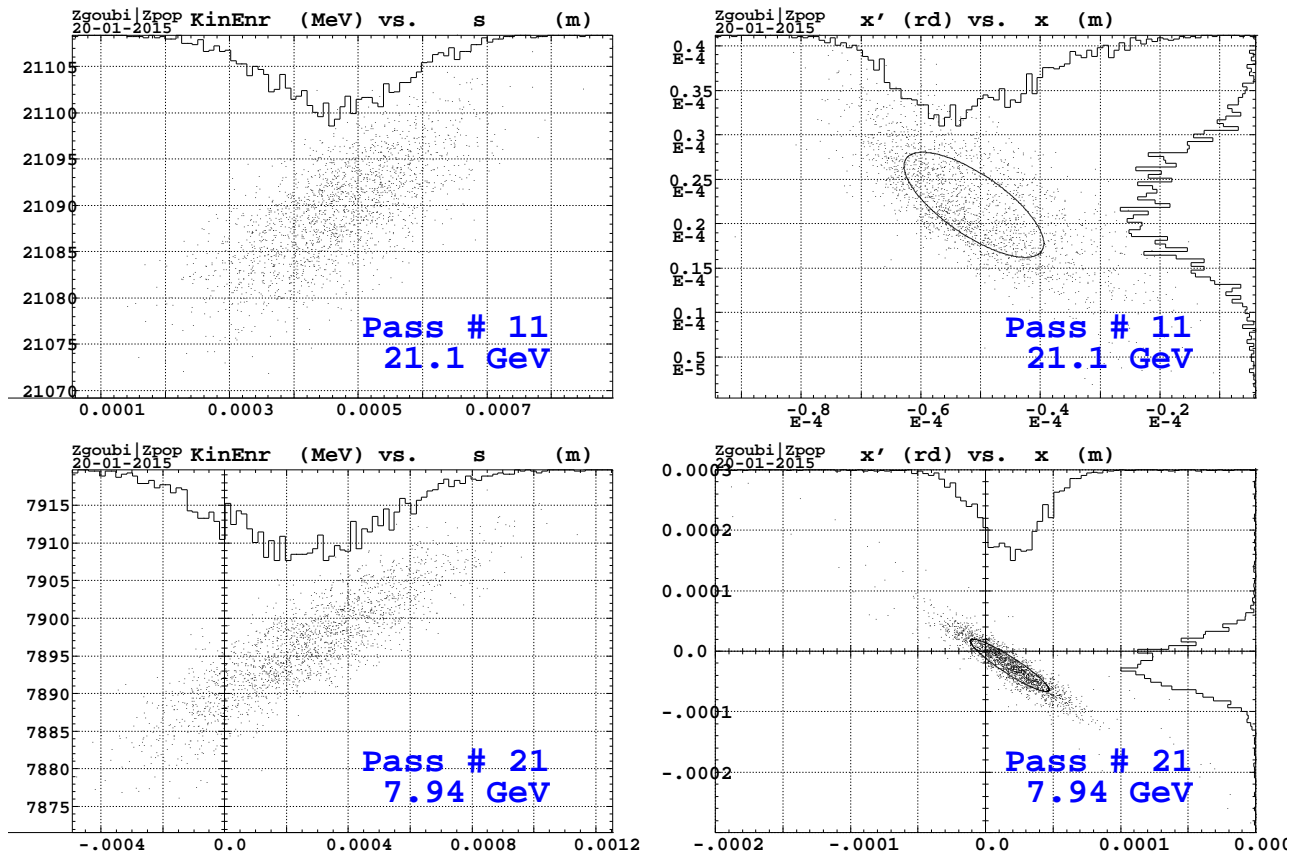 Zgoubi|Zpop
20-01-2015
KinEnr (MeV) vs. s (m)
21105
21100
21095
21090
21085
21080
21075
21070
0.0001 0.0003 0.0005 0.0007
Pass # 11
21.1 GeV
Zgoubi|Zpop
20-01-2015
x' (rd) vs. x (m)
0.4
E-4
0.35
E-4
0.3
E-4
0.25
E-4
0.2
E-4
0.15
E-4
0.1
E-4
0.5
E-5
-0.8 -0.6 -0.4 -0.2
E-4 E-4 E-4 E-4
Pass # 11
21.1 GeV
Zgoubi|Zpop
20-01-2015
KinEnr (MeV) vs. s (m)
7915
7910
7905
7900
7895
7890
7885
7880
7875
-.0004 0.0 0.0004 0.0008 0.0012
Pass # 21
7.94 GeV
Zgoubi|Zpop
20-01-2015
x' (rd) vs. x (m)
0.0003
0.0002
0.0001
0.0
-.0001
-.0002
-.0002 -.0001 0.0 0.0001
Pass # 21
7.94 GeV